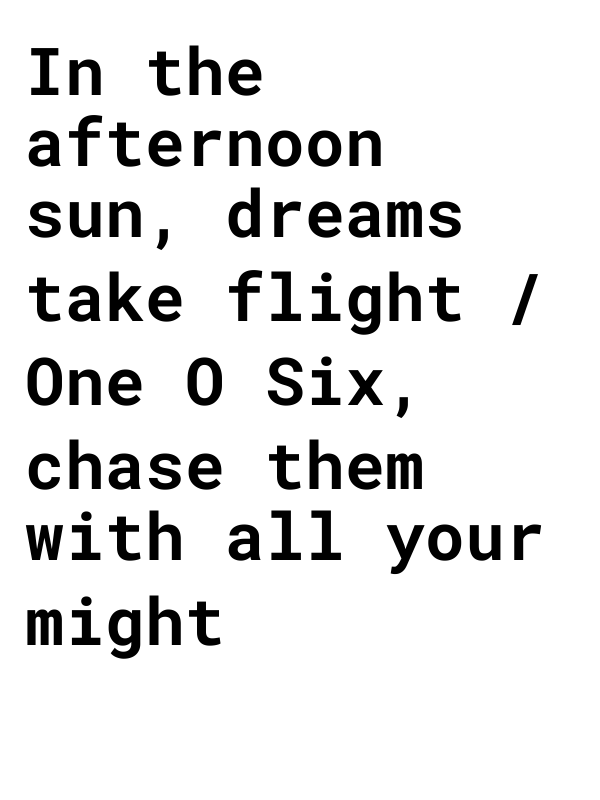 In the
afternoon
sun, dreams
take flight /
One O Six,
chase them
with all your
might